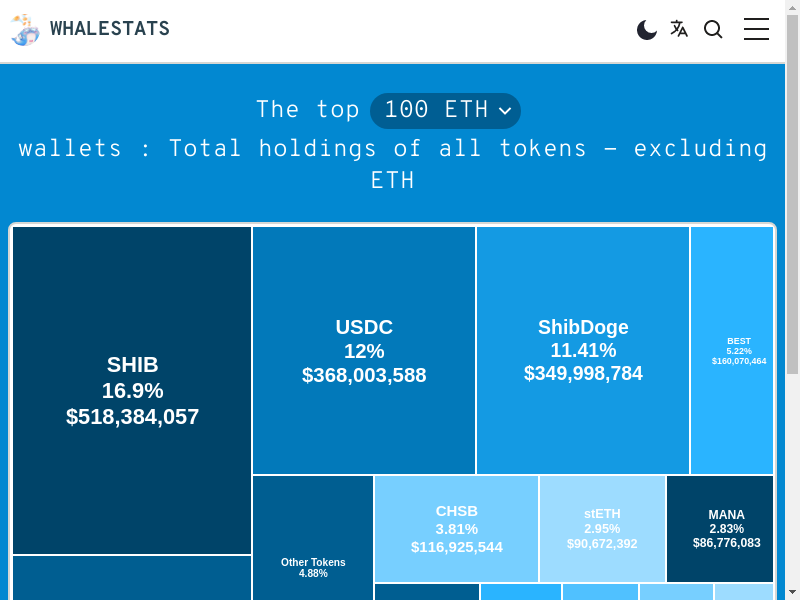 WHALESTATS
The top 100 ETH
wallets : Total holdings of all tokens – excluding
ETH
SHIB
16.9%
$518,384,057
USDC
12%
$368,003,588
ShibDoge
11.41%
$349,998,784
BEST
5.22%
$160,070,464
Other Tokens
4.88%
CHSB
3.81%
$116,925,544
stETH
2.95%
$90,672,392
MANA
2.83%
$86,776,083